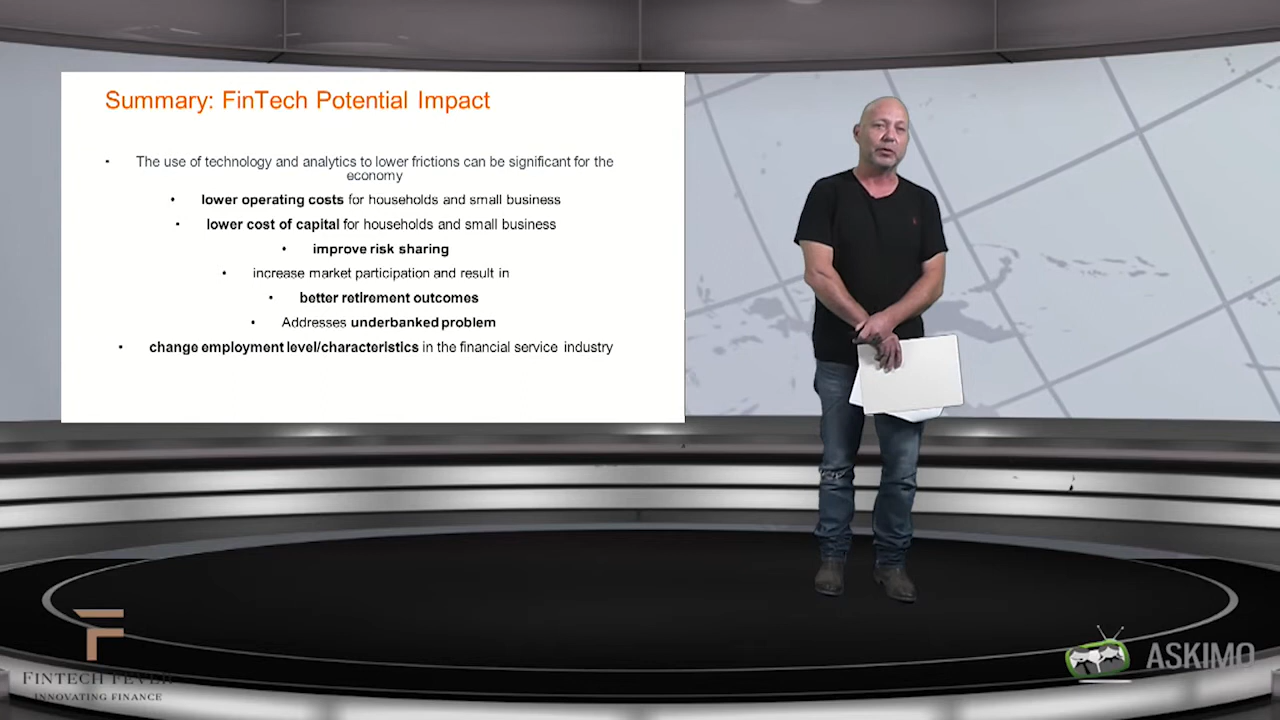 Summary: FinTech Potential Impact
• The use of technology and analytics to lower frictions can be significant for the
economy
• lower operating costs for households and small business
• lower cost of capital for households and small business
• improve risk sharing
• increase market participation and result in
• better retirement outcomes
• Addresses underbanked problem
• change employment level/characteristics in the financial service industry
F
FINTECH FEVER
INNOVATING FINANCE
ASKIMO